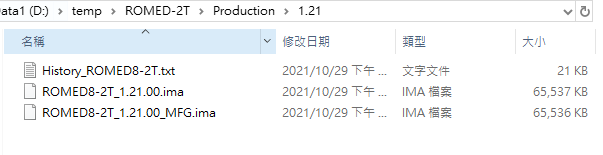 Data1 (D:) > temp > ROMED-2T > Production > 1.21
名稱 修改日期 類型 大小
History_ROMED8-2T.txt 2021/10/29 下午 ... 文字文件 21 KB
ROMED8-2T_1.21.00.ima 2021/10/29 下午 ... IMA 檔案 65,537 KB
ROMED8-2T_1.21.00_MFG.ima 2021/10/29 下午 ... IMA 檔案 65,536 KB